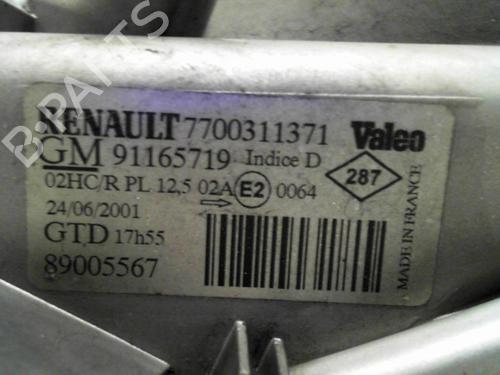 B-PARTS
RENAULT 7700311371 Valeo
GM 91165719 Indice D
287
02HC/R PL 12,5 02A E2 0064
24/06/2001
GT,D 17h55
89005567
MADE IN FRANCE